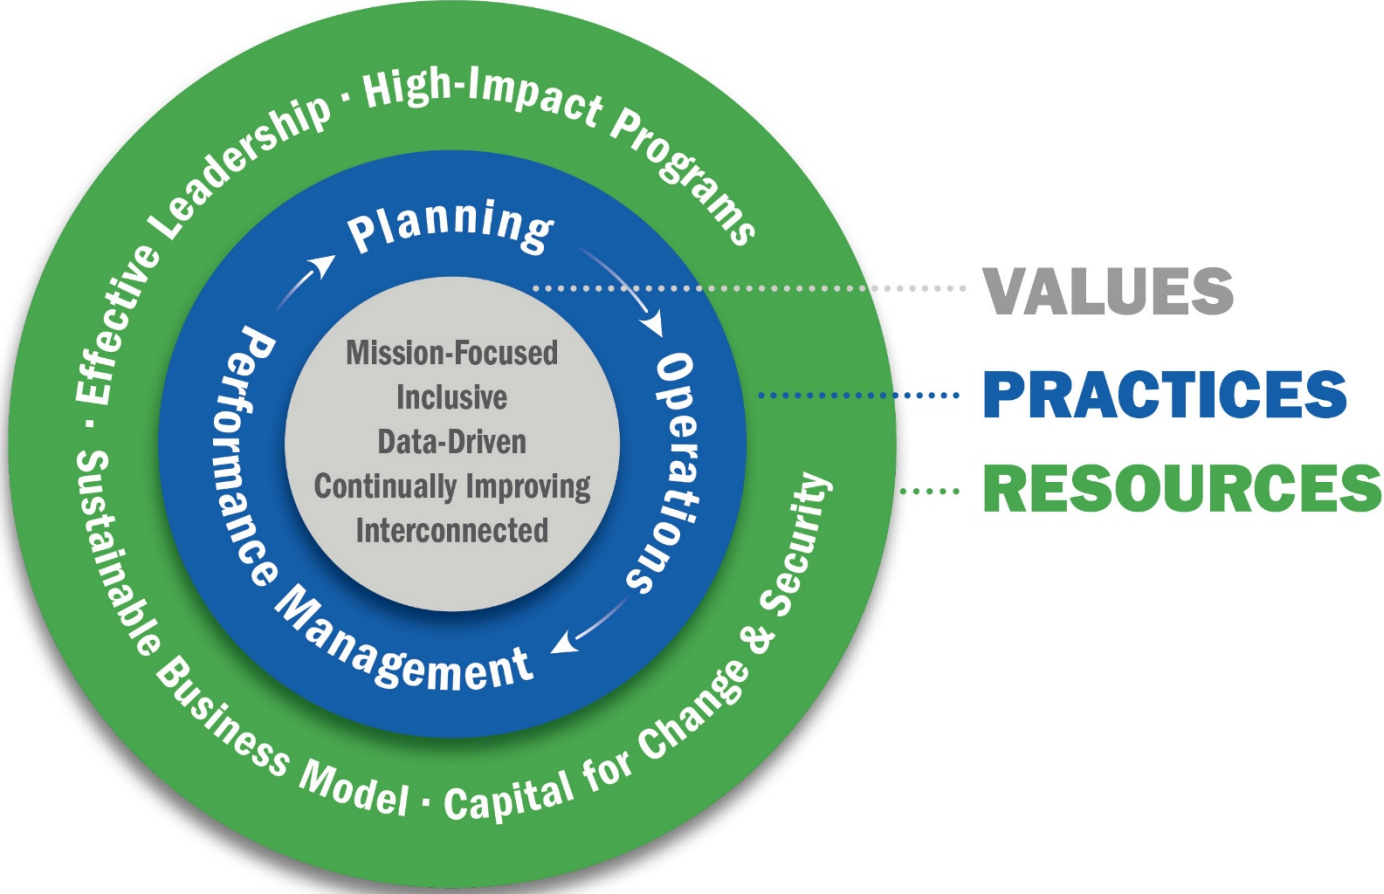 Sustainable Business Model · Effective Leadership · High-Impact Programs
Capital for Change & Security
Planning
Operations
Performance Management
Mission-Focused
Inclusive
Data-Driven
Continually Improving
Interconnected
VALUES
PRACTICES
RESOURCES